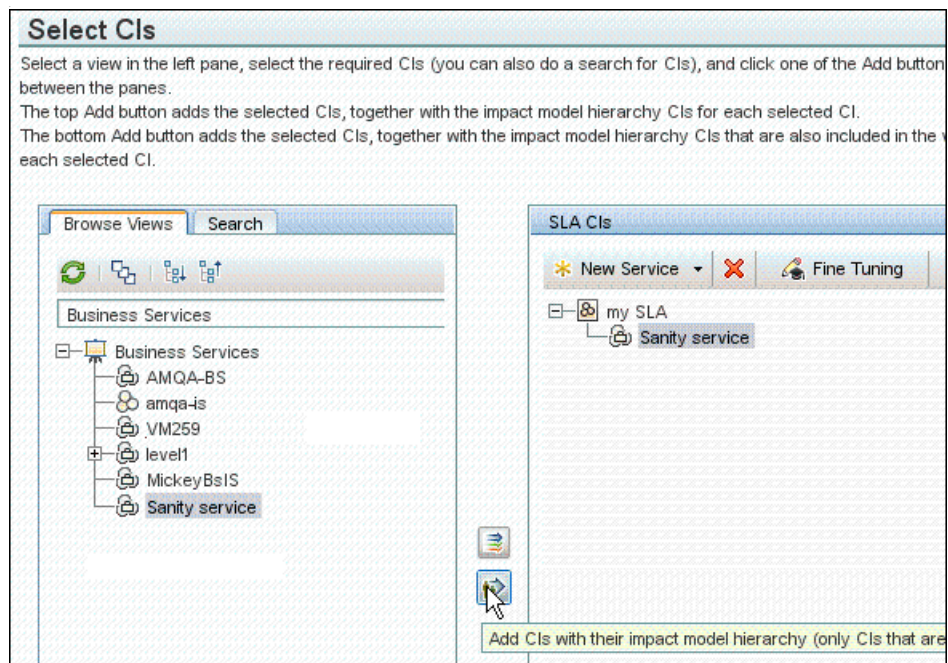 Select CIs
Select a view in the left pane, select the required CIs (you can also do a search for CIs), and click one of the Add button
between the panes.
The top Add button adds the selected CIs, together with the impact model hierarchy CIs for each selected CI.
The bottom Add button adds the selected CIs, together with the impact model hierarchy CIs that are also included in the
each selected CI.
Browse Views
Search
SLA CIs
New Service
Fine Tuning
Business Services
Business Services
AMQA-BS
amqa-is
VM259
level1
MickeyBsIS
Sanity service
my SLA
Sanity service
Add CIs with their impact model hierarchy (only CIs that are